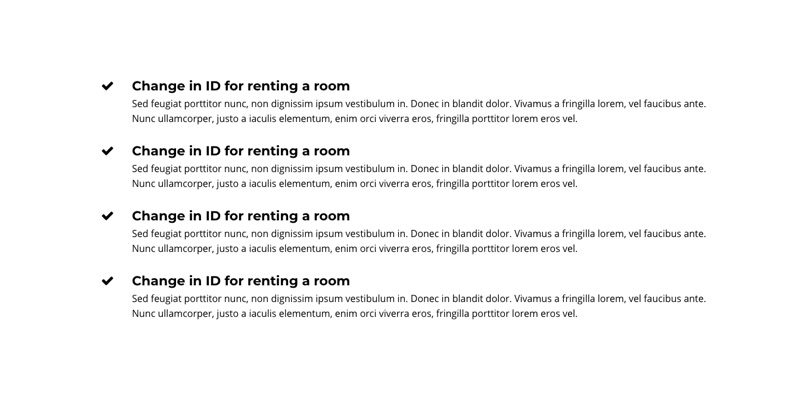 Change in ID for renting a room
Sed feugiat porttitor nunc, non dignissim ipsum vestibulum in. Donec in blandit dolor. Vivamus a fringilla lorem, vel faucibus ante.
Nunc ullamcorper, justo a iaculis elementum, enim orci viverra eros, fringilla porttitor lorem eros vel.
Change in ID for renting a room
Sed feugiat porttitor nunc, non dignissim ipsum vestibulum in. Donec in blandit dolor. Vivamus a fringilla lorem, vel faucibus ante.
Nunc ullamcorper, justo a iaculis elementum, enim orci viverra eros, fringilla porttitor lorem eros vel.
Change in ID for renting a room
Sed feugiat porttitor nunc, non dignissim ipsum vestibulum in. Donec in blandit dolor. Vivamus a fringilla lorem, vel faucibus ante.
Nunc ullamcorper, justo a iaculis elementum, enim orci viverra eros, fringilla porttitor lorem eros vel.
Change in ID for renting a room
Sed feugiat porttitor nunc, non dignissim ipsum vestibulum in. Donec in blandit dolor. Vivamus a fringilla lorem, vel faucibus ante.
Nunc ullamcorper, justo a iaculis elementum, enim orci viverra eros, fringilla porttitor lorem eros vel.